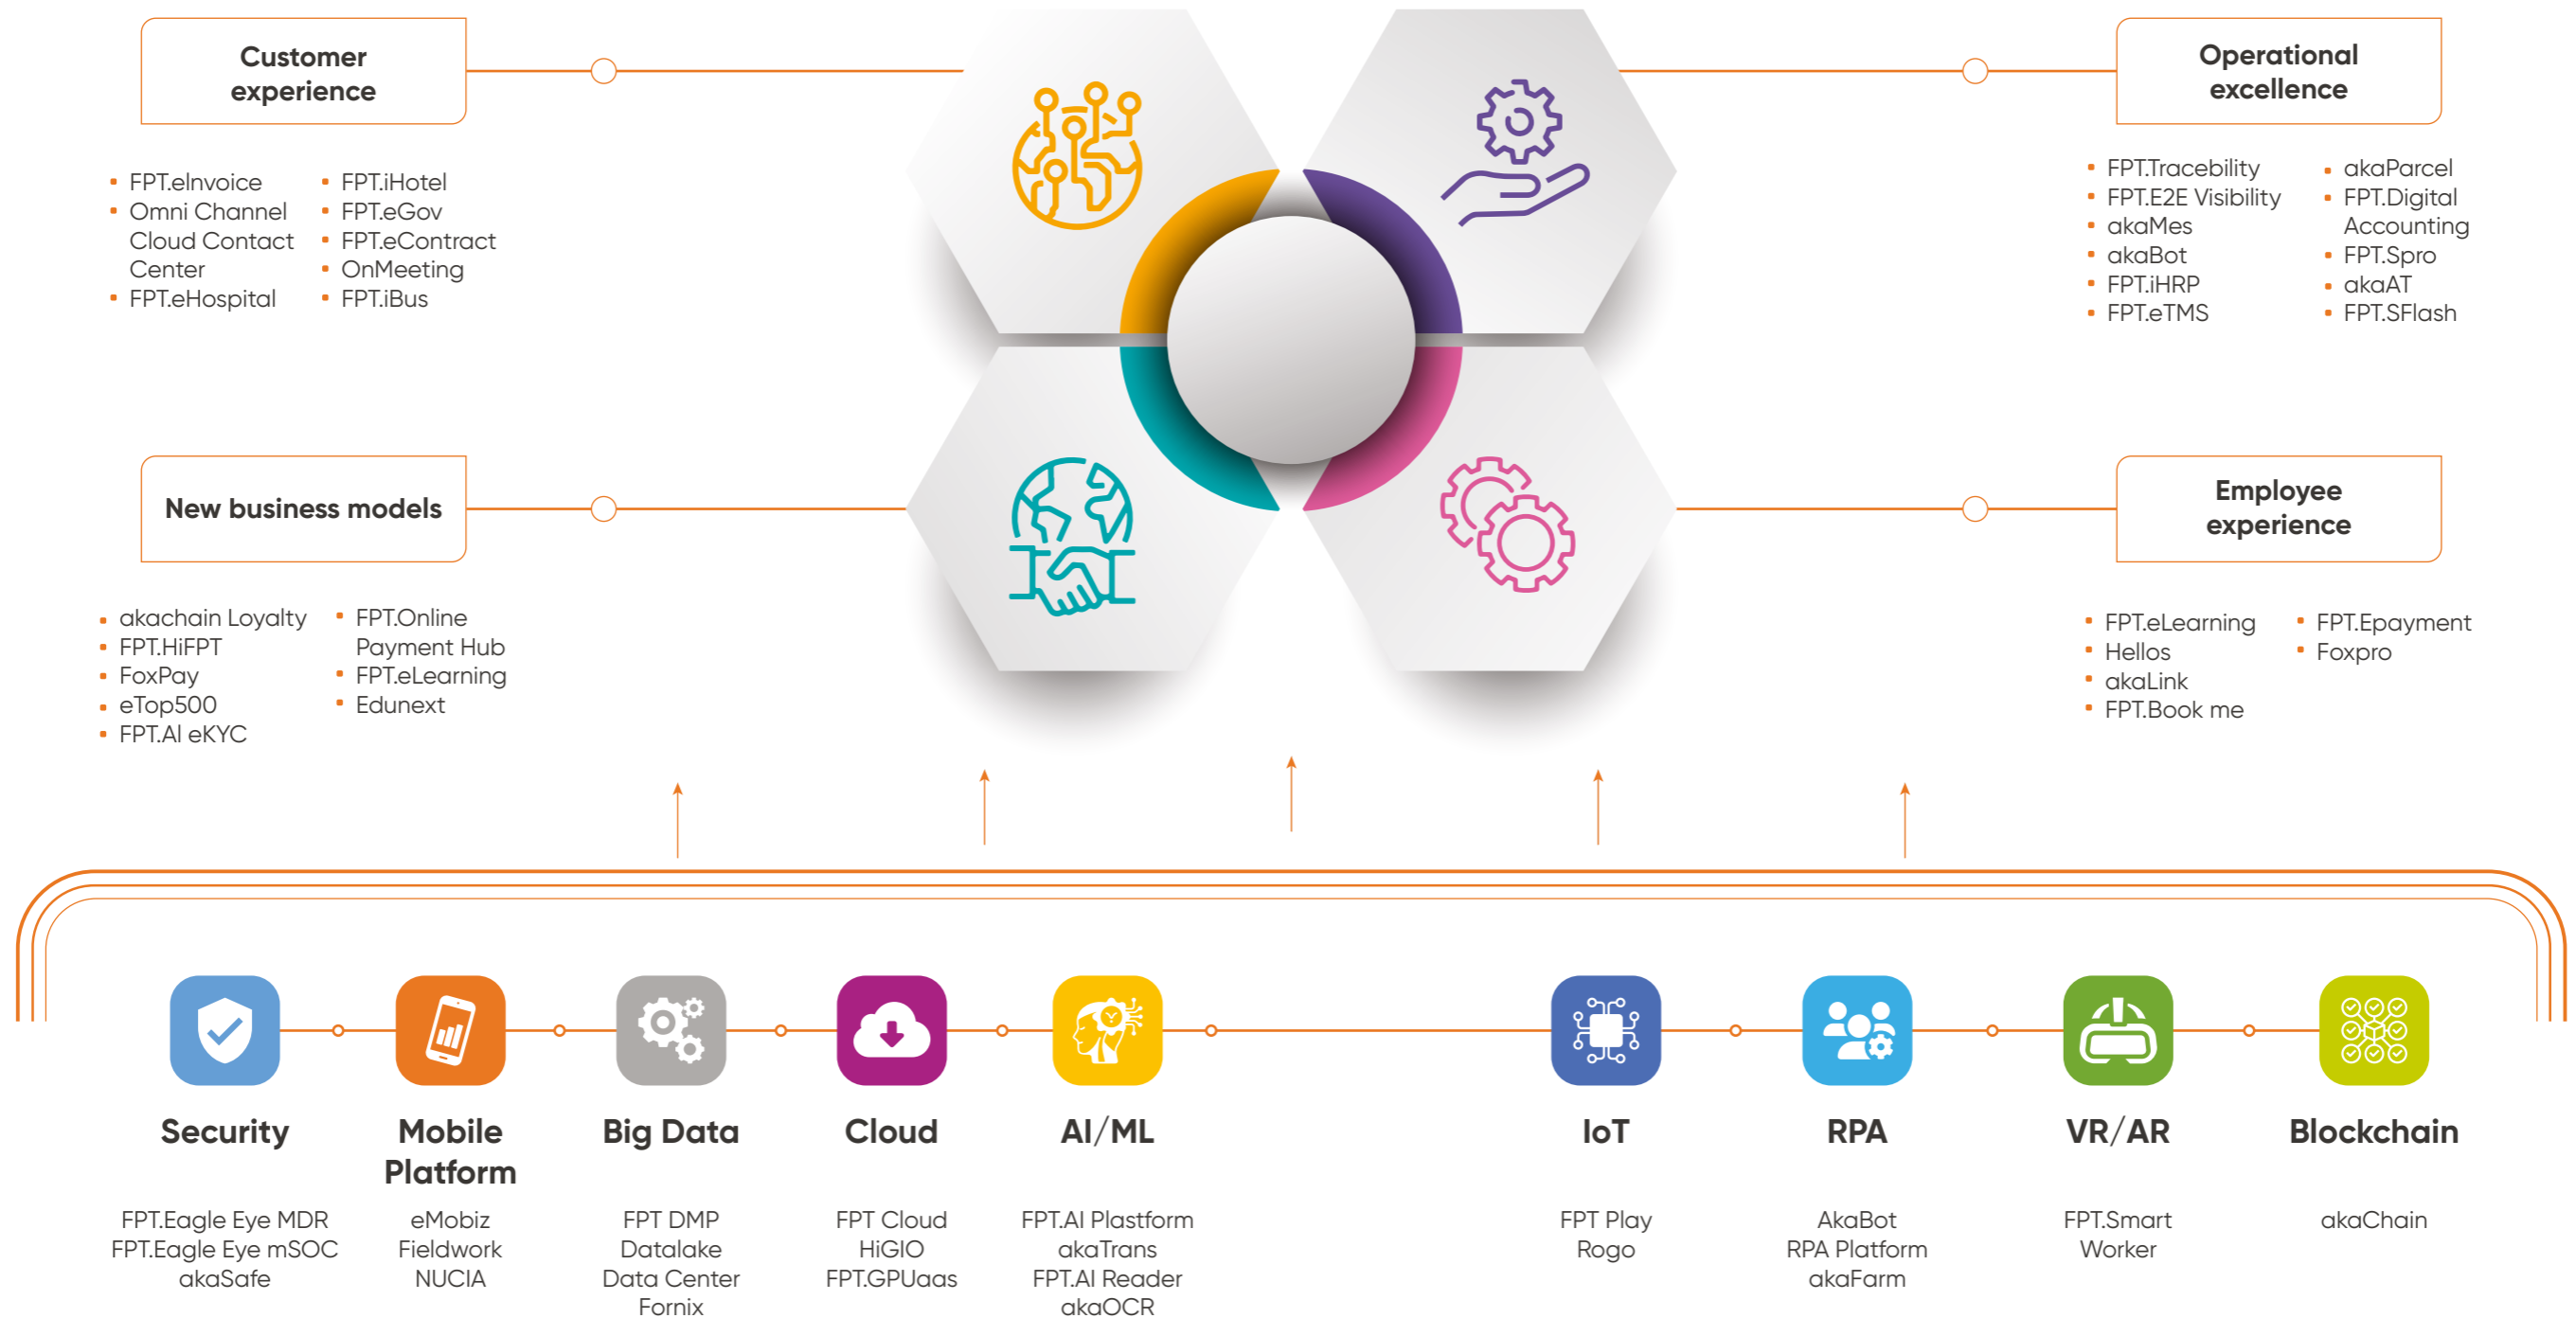 Customer
experience
FPT.eInvoice
Omni Channel
Cloud Contact
Center
FPT.eHospital
FPT.iHotel
FPT.eGov
FPT.eContract
OnMeeting
FPT.iBus
Operational
excellence
FPT.Tracebility
FPT.E2E Visibility
akaMes
akaBot
FPT.iHRP
FPT.eTMS
akaParcel
FPT.Digital
Accounting
FPT.Spro
akaAT
FPT.SFlash
New business models
akachain Loyalty
FPT.HiFPT
FoxPay
eTop500
FPT.AI eKYC
FPT.Online
Payment Hub
FPT.eLearning
Edunext
Employee
experience
FPT.eLearning
Hellos
akaLink
FPT.Book me
FPT.Epayment
Foxpro
Security
FPT.Eagle Eye MDR
FPT.Eagle Eye mSOC
akaSafe
Mobile
Platform
eMobiz
Fieldwork
NUCIA
Big Data
FPT DMP
Datalake
Data Center
Fornix
Cloud
FPT Cloud
HiGIO
FPT.GPUaas
AI/ML
FPT.AI Plastform
akaTrans
FPT.AI Reader
akaOCR
IoT
FPT Play
Rogo
RPA
AkaBot
RPA Platform
akaFarm
VR/AR
FPT.Smart
Worker
Blockchain
akaChain